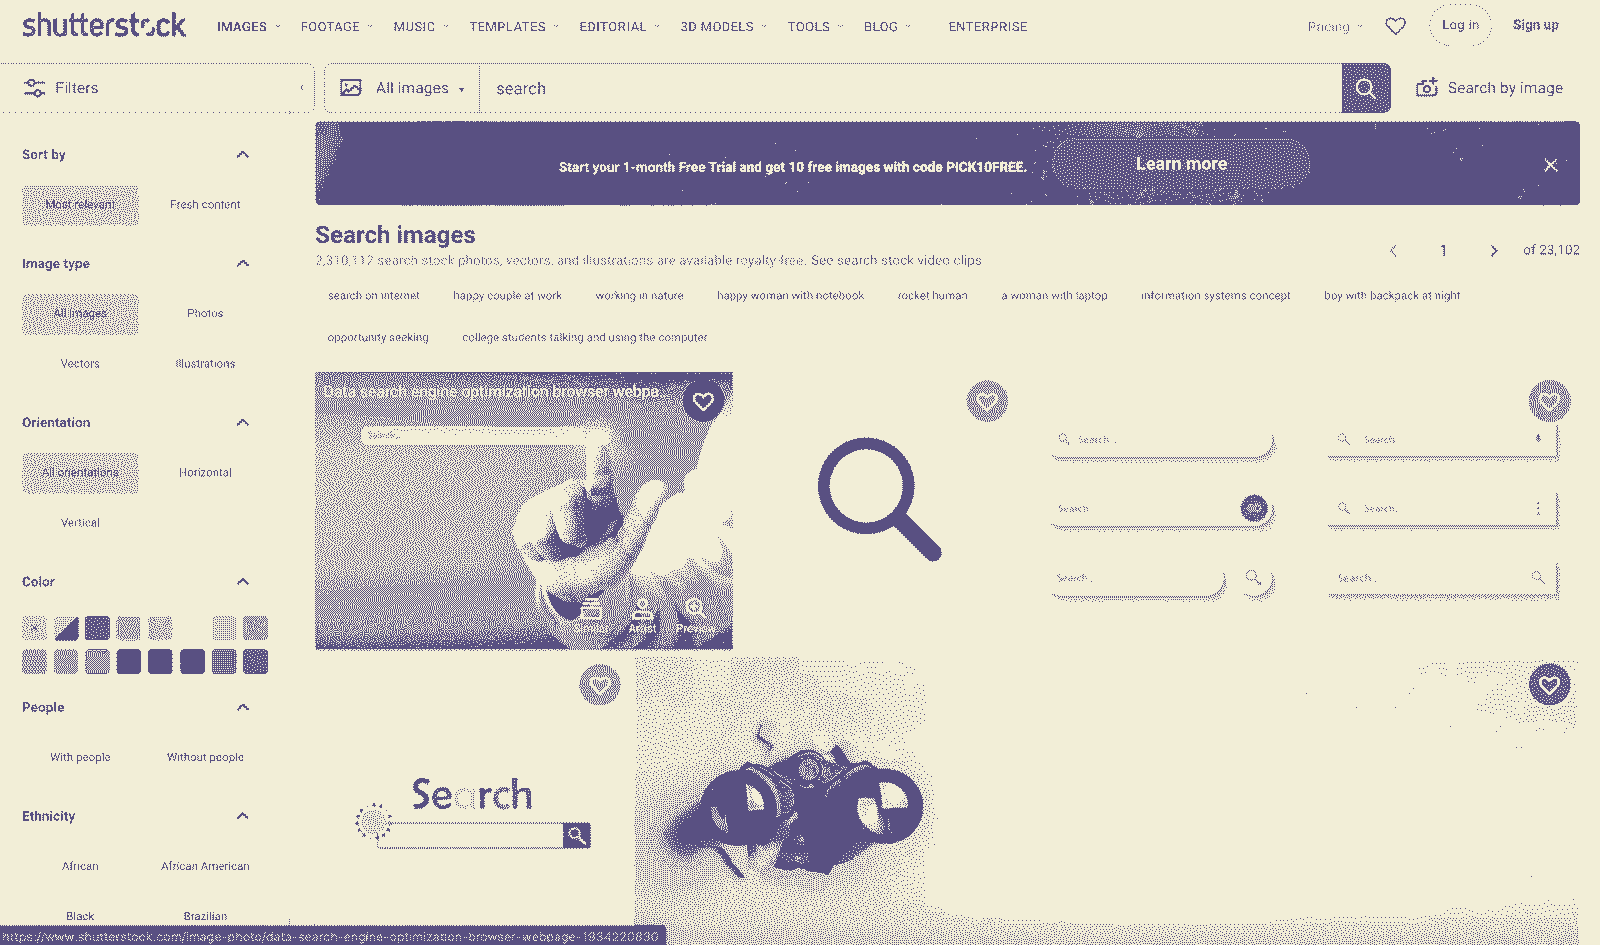 shutterstock IMAGES FOOTAGE MUSIC TEMPLATES EDITORIAL 3D MODELS TOOLS BLOG ENTERPRISE Pricing Log in Sign up
Filters All images search Search by image
Start your 1-month Free Trial and get 10 free images with code PICK10FREE. Learn more
Sort by
Most relevant Fresh content
Search images
1 of 23,102
2,310,112 search stock photos, vectors, and illustrations are available royalty-free. See search stock video clips
Image type
search on internet happy couple at work working in nature happy woman with notebook rocket human a woman with laptop information systems concept boy with backpack at night
All images Photos
opportunity seeking college students talking and using the computer
Vectors Illustrations
Data search engine optimization browser webpa
Orientation
Search
Search Search
All orientations Horizontal
Search Search
Vertical
Color
Search Search
Artist Preview
People
With people Without people
Search
Ethnicity
African African American
Black Brazilian
https://www.shutterstock.com/image-photo/data-search-engine-optimization-browser-webpage-1934220830